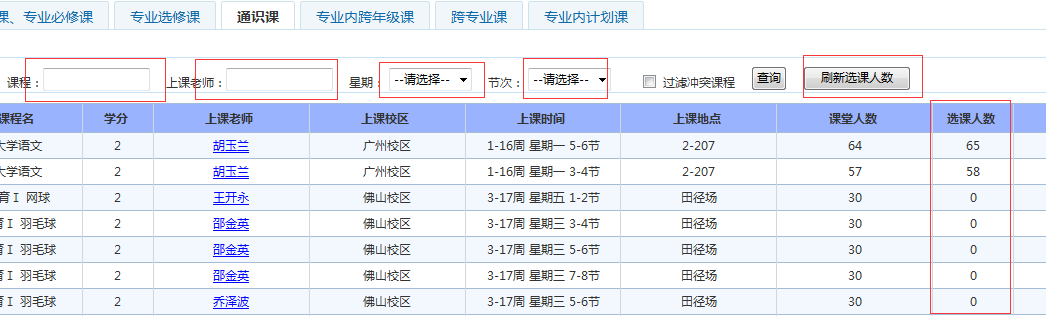 课、专业必修课 专业选修课 通识课 专业内跨年级课 跨专业课 专业内计划课
课程： 上课老师： 星期： --请选择-- 节次： --请选择-- 过滤冲突课程 查询 刷新选课人数
课程名 学分 上课老师 上课校区 上课时间 上课地点 课堂人数 选课人数
大学语文 2 胡玉兰 广州校区 1-16周 星期一 5-6节 2-207 64 65
大学语文 2 胡玉兰 广州校区 1-16周 星期一 3-4节 2-207 57 58
育Ⅰ 网球 2 王开永 佛山校区 3-17周 星期五 1-2节 田径场 30 0
育Ⅰ 羽毛球 2 邵金英 佛山校区 3-17周 星期三 3-4节 田径场 30 0
育Ⅰ 羽毛球 2 邵金英 佛山校区 3-17周 星期三 5-6节 田径场 30 0
育Ⅰ 羽毛球 2 邵金英 佛山校区 3-17周 星期三 7-8节 田径场 30 0
育Ⅰ 羽毛球 2 乔泽波 佛山校区 3-17周 星期三 5-6节 田径场 30 0